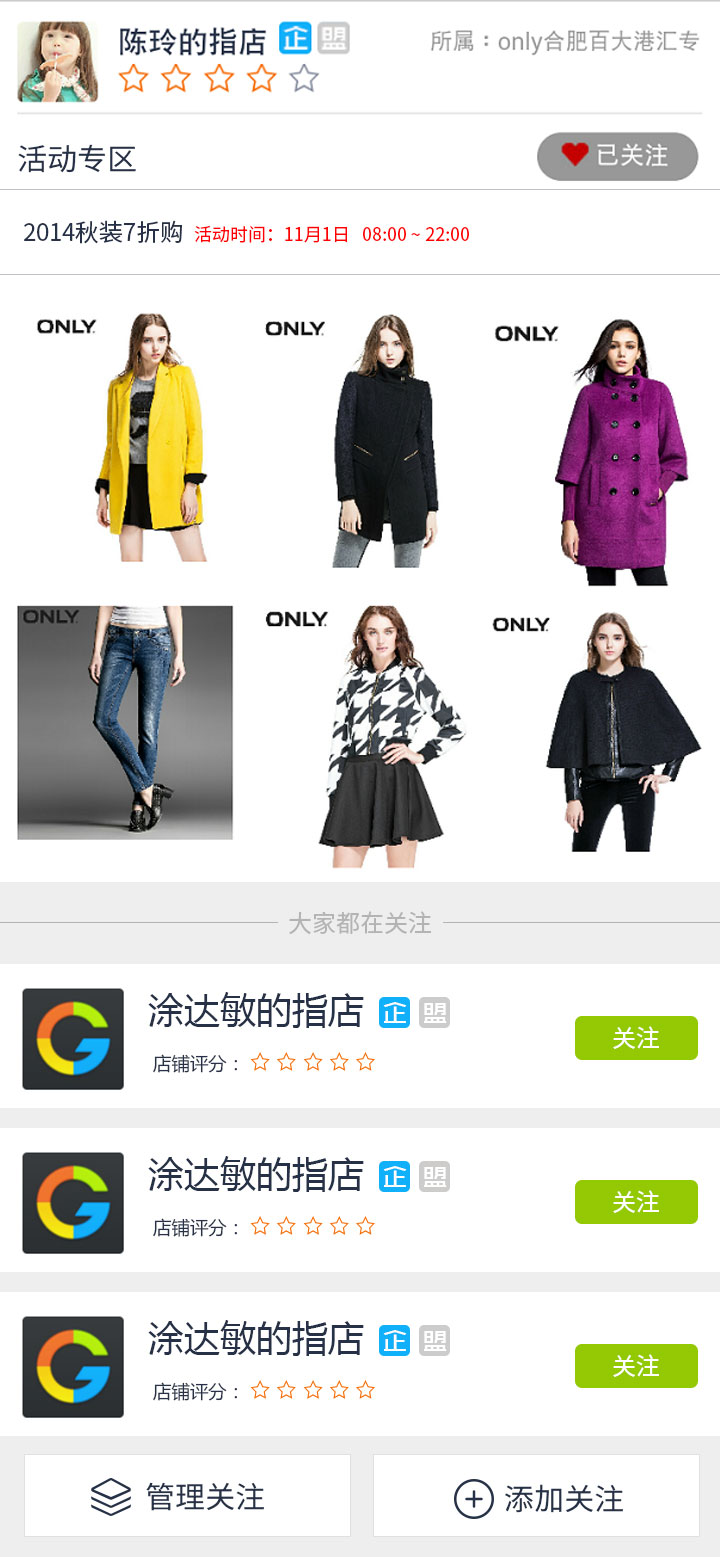 陈玲的指店 企 盟
所属：only合肥百大港汇专
活动专区
已关注
2014秋装7折购 活动时间：11月1日 08:00 ~ 22:00
ONLY ONLY ONLY
ONLY ONLY ONLY
大家都在关注
涂达敏的指店 企 盟
店铺评分：
关注
涂达敏的指店 企 盟
店铺评分：
关注
涂达敏的指店 企 盟
店铺评分：
关注
管理关注
添加关注